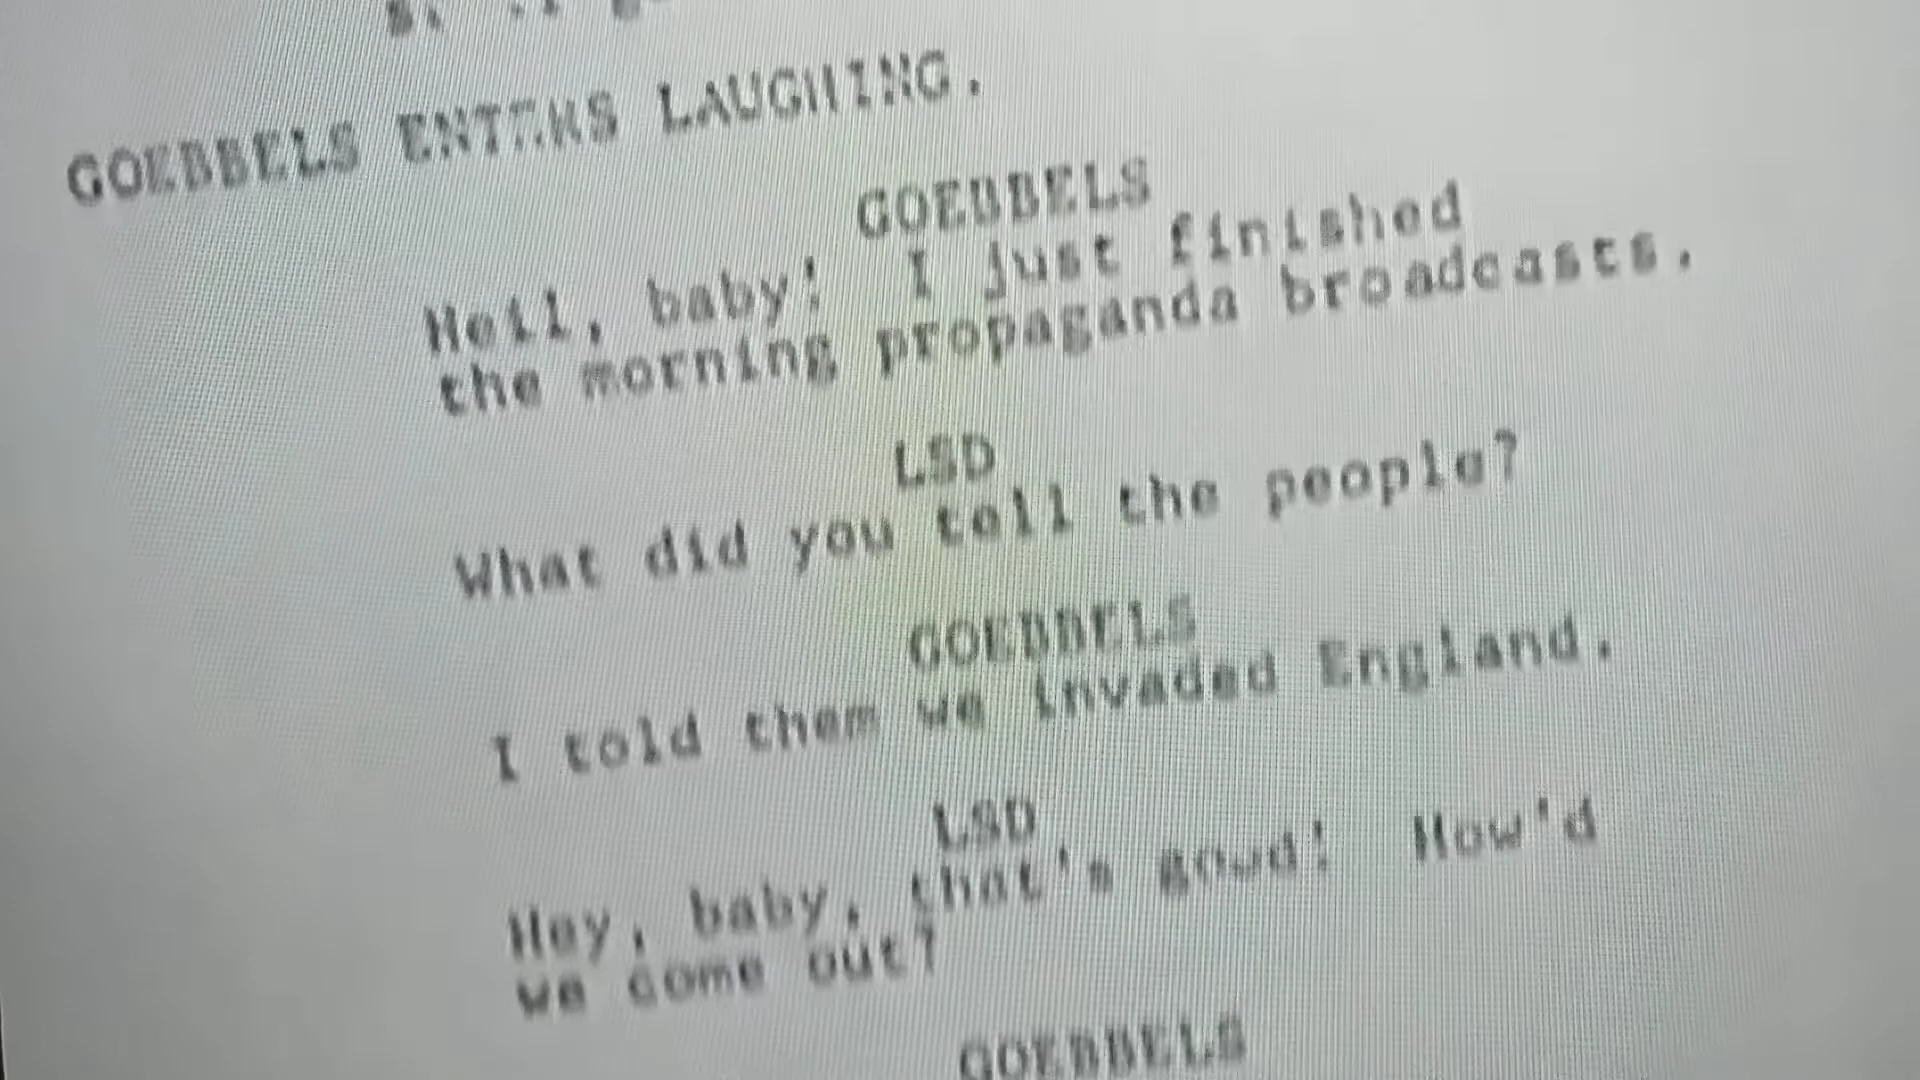 GOEBBELS ENTERS LAUGHING.
GOEBBELS
Heil, baby! I just finished
the morning propaganda broadcasts.
LSD
What did you tell the people?
GOEBBELS
I told them we invaded England.
LSD
Hey, baby, that's good! How'd
we come out?
GOEBBELS